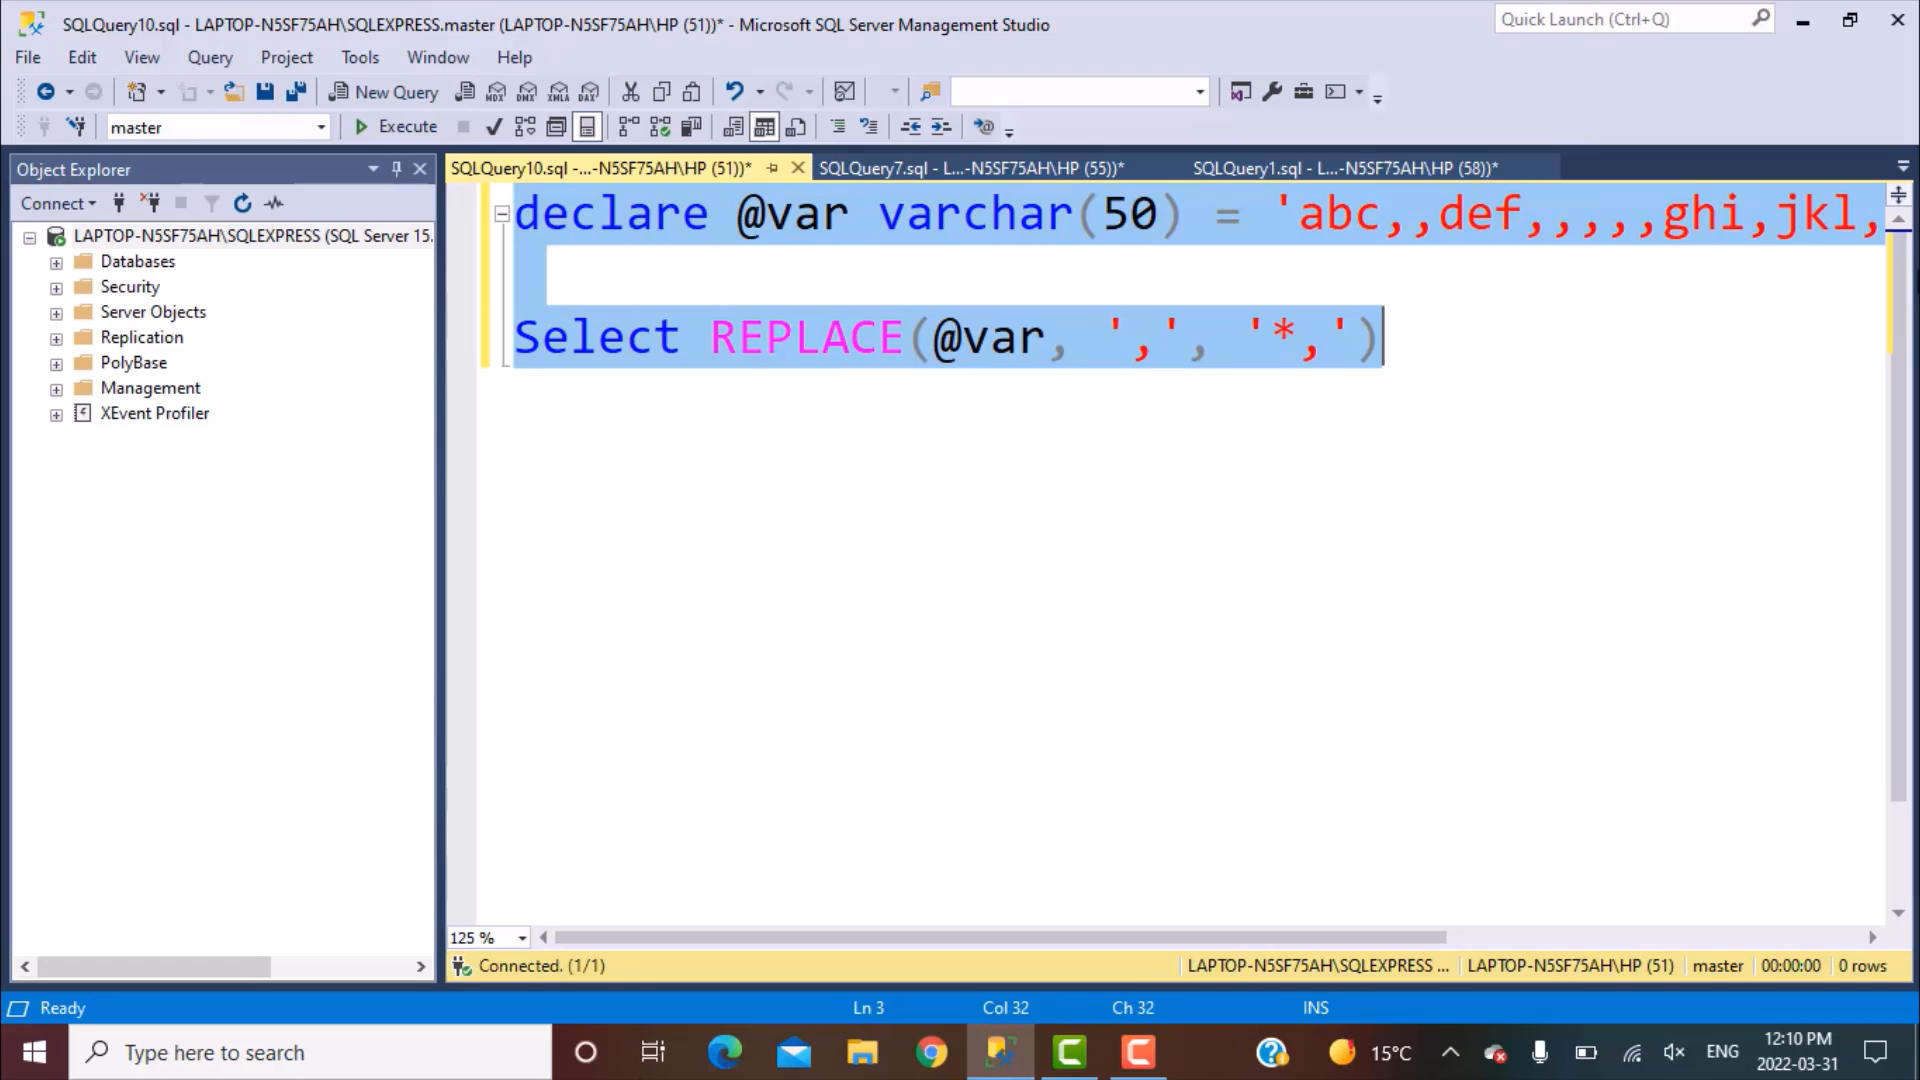 SQLQuery10.sql - LAPTOP-N5SF75AH\SQLEXPRESS.master (LAPTOP-N5SF75AH\HP (51))* - Microsoft SQL Server Management Studio
Quick Launch (Ctrl+Q)
File Edit View Query Project Tools Window Help
New Query MDX DMX XMLA DAX
master Execute
Object Explorer
SQLQuery10.sql -...-N5SF75AH\HP (51))*
SQLQuery7.sql - L...-N5SF75AH\HP (55))*
SQLQuery1.sql - L...-N5SF75AH\HP (58))*
Connect
LAPTOP-N5SF75AH\SQLEXPRESS (SQL Server 15.
Databases
Security
Server Objects
Replication
PolyBase
Management
XEvent Profiler
declare @var varchar(50) = 'abc,,def,,,,,ghi,jkl,
Select REPLACE(@var, ',', '*,')
125 %
Connected. (1/1)
LAPTOP-N5SF75AH\SQLEXPRESS ... LAPTOP-N5SF75AH\HP (51) master 00:00:00 0 rows
Ready Ln 3 Col 32 Ch 32 INS
Type here to search
15°C ENG
12:10 PM
2022-03-31